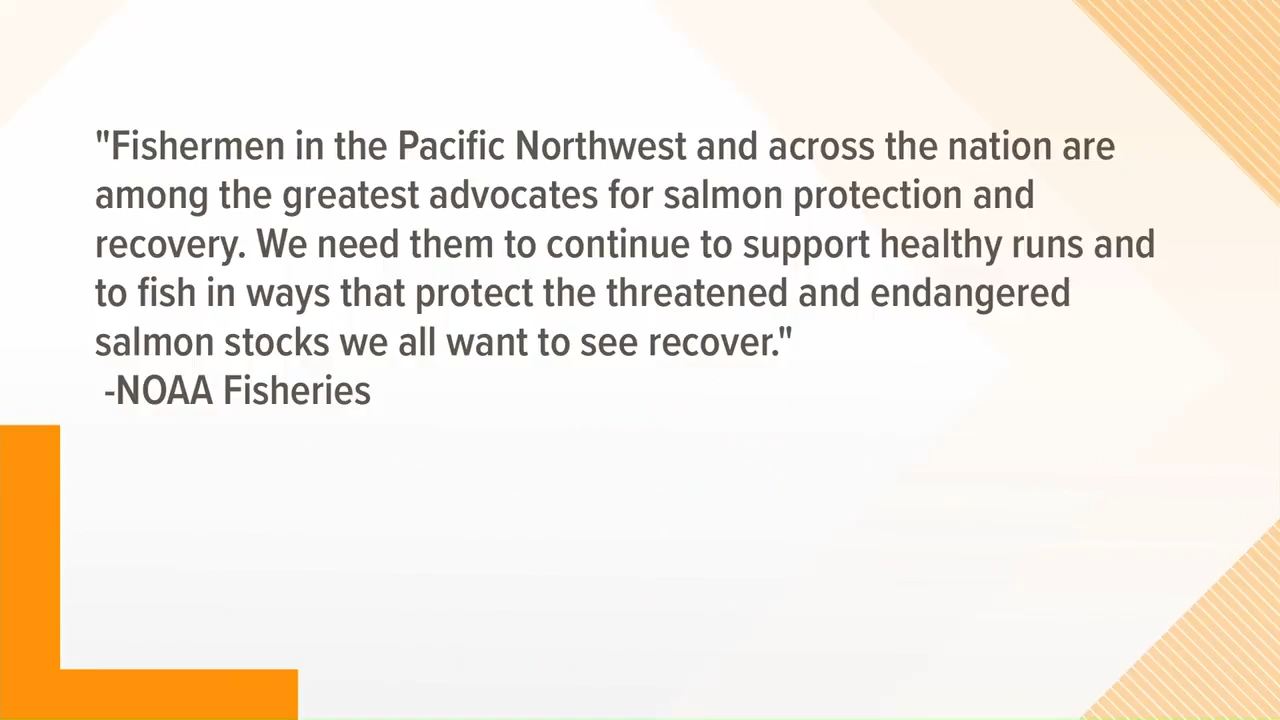 "Fishermen in the Pacific Northwest and across the nation are
among the greatest advocates for salmon protection and
recovery. We need them to continue to support healthy runs and
to fish in ways that protect the threatened and endangered
salmon stocks we all want to see recover."
-NOAA Fisheries